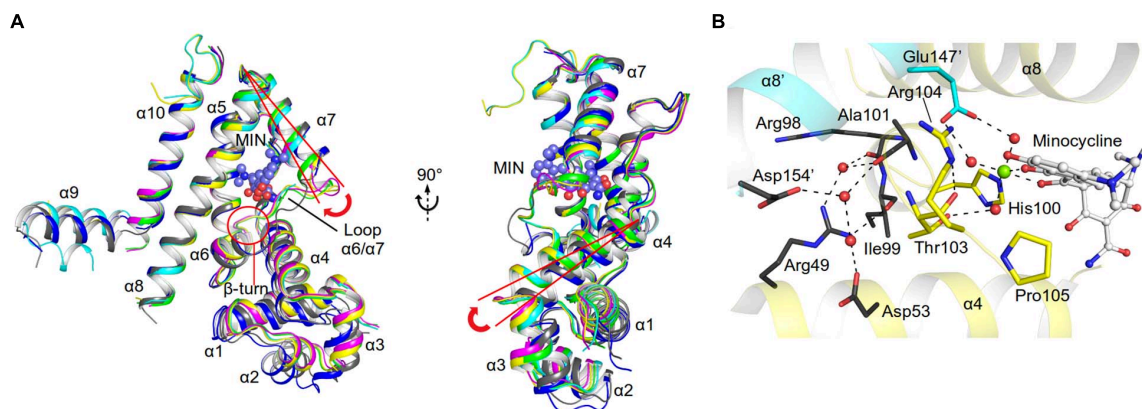 A
α10
α5
α7
MIN
α9
Loop
α6/α7
α6
α4
α8
β-turn
α1
α3
α2
90°
α7
MIN
α4
α1
α3
α2
B
Glu147’
α8
α8’
Arg104
Ala101
Arg98
Minocycline
Asp154’
His100
Ile99
Thr103
Arg49
Pro105
α4
Asp53